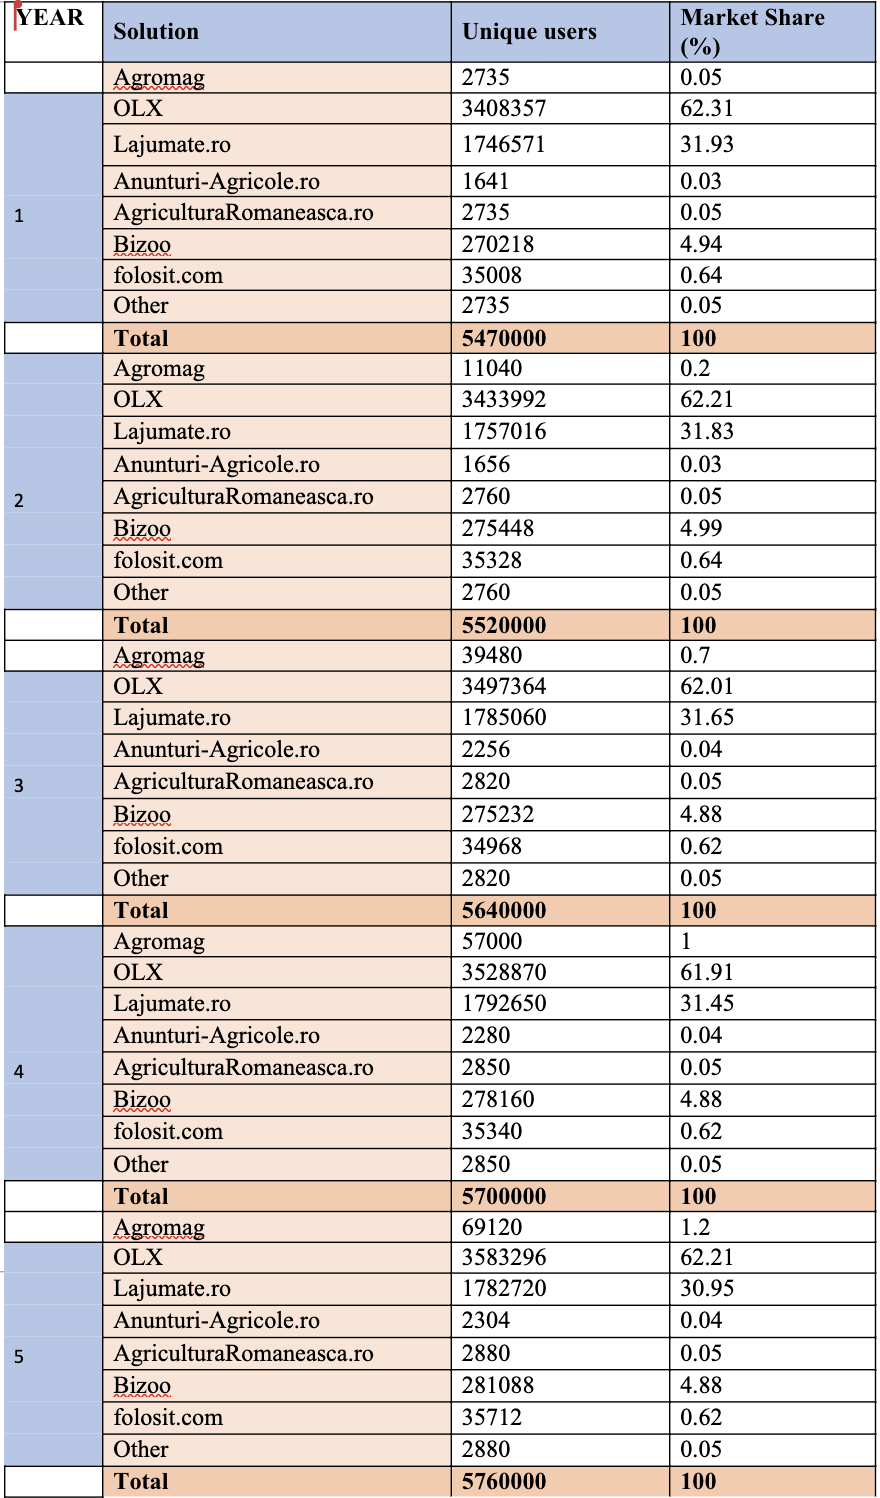 YEAR Solution Unique users Market Share
(%)
Agromag 2735 0.05
OLX 3408357 62.31
Lajumate.ro 1746571 31.93
Anunturi-Agricole.ro 1641 0.03
1 AgriculturaRomaneasca.ro 2735 0.05
Bizoo 270218 4.94
folosit.com 35008 0.64
Other 2735 0.05
Total 5470000 100
Agromag 11040 0.2
OLX 3433992 62.21
Lajumate.ro 1757016 31.83
Anunturi-Agricole.ro 1656 0.03
2 AgriculturaRomaneasca.ro 2760 0.05
Bizoo 275448 4.99
folosit.com 35328 0.64
Other 2760 0.05
Total 5520000 100
Agromag 39480 0.7
OLX 3497364 62.01
Lajumate.ro 1785060 31.65
Anunturi-Agricole.ro 2256 0.04
3 AgriculturaRomaneasca.ro 2820 0.05
Bizoo 275232 4.88
folosit.com 34968 0.62
Other 2820 0.05
Total 5640000 100
Agromag 57000 1
OLX 3528870 61.91
Lajumate.ro 1792650 31.45
Anunturi-Agricole.ro 2280 0.04
4 AgriculturaRomaneasca.ro 2850 0.05
Bizoo 278160 4.88
folosit.com 35340 0.62
Other 2850 0.05
Total 5700000 100
Agromag 69120 1.2
OLX 3583296 62.21
Lajumate.ro 1782720 30.95
Anunturi-Agricole.ro 2304 0.04
5 AgriculturaRomaneasca.ro 2880 0.05
Bizoo 281088 4.88
folosit.com 35712 0.62
Other 2880 0.05
Total 5760000 100